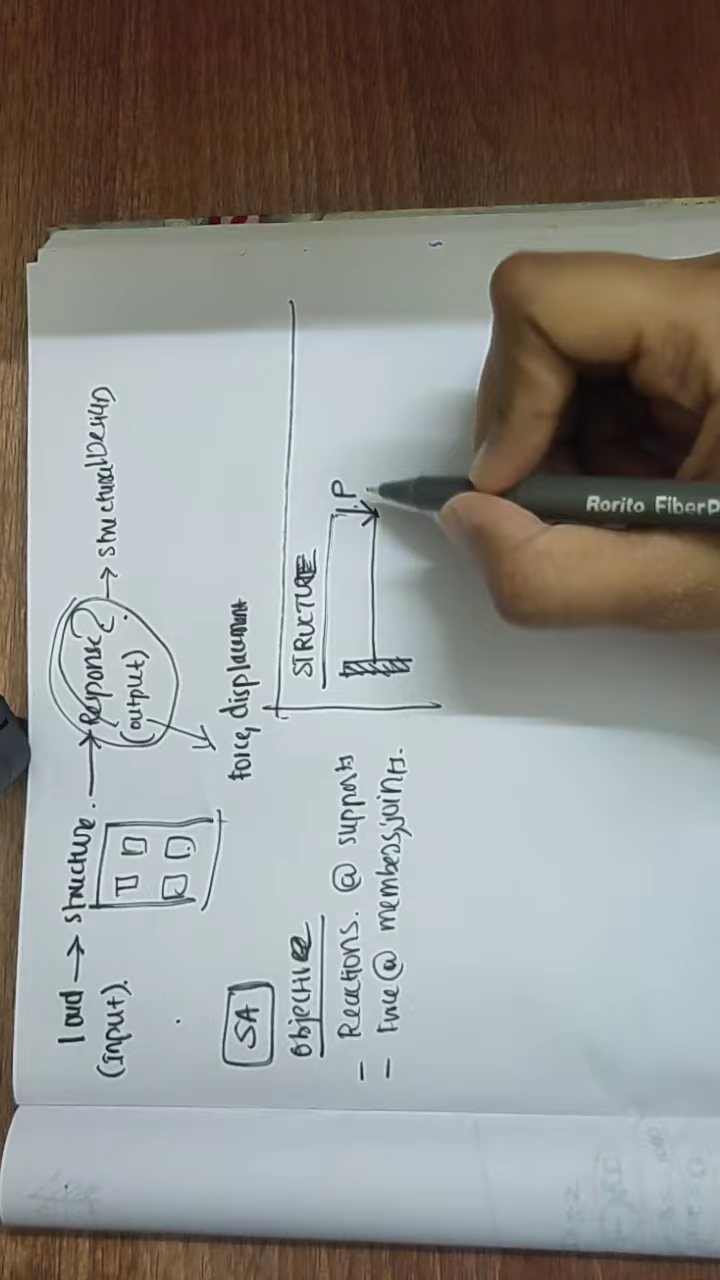 load → structure. → Response? → structural Design
(input).
(output)
force, displacement
SA
Objective
- Reactions. @ supports
- Force @ members, joints.
STRUCTURE
P
Rorito FiberP